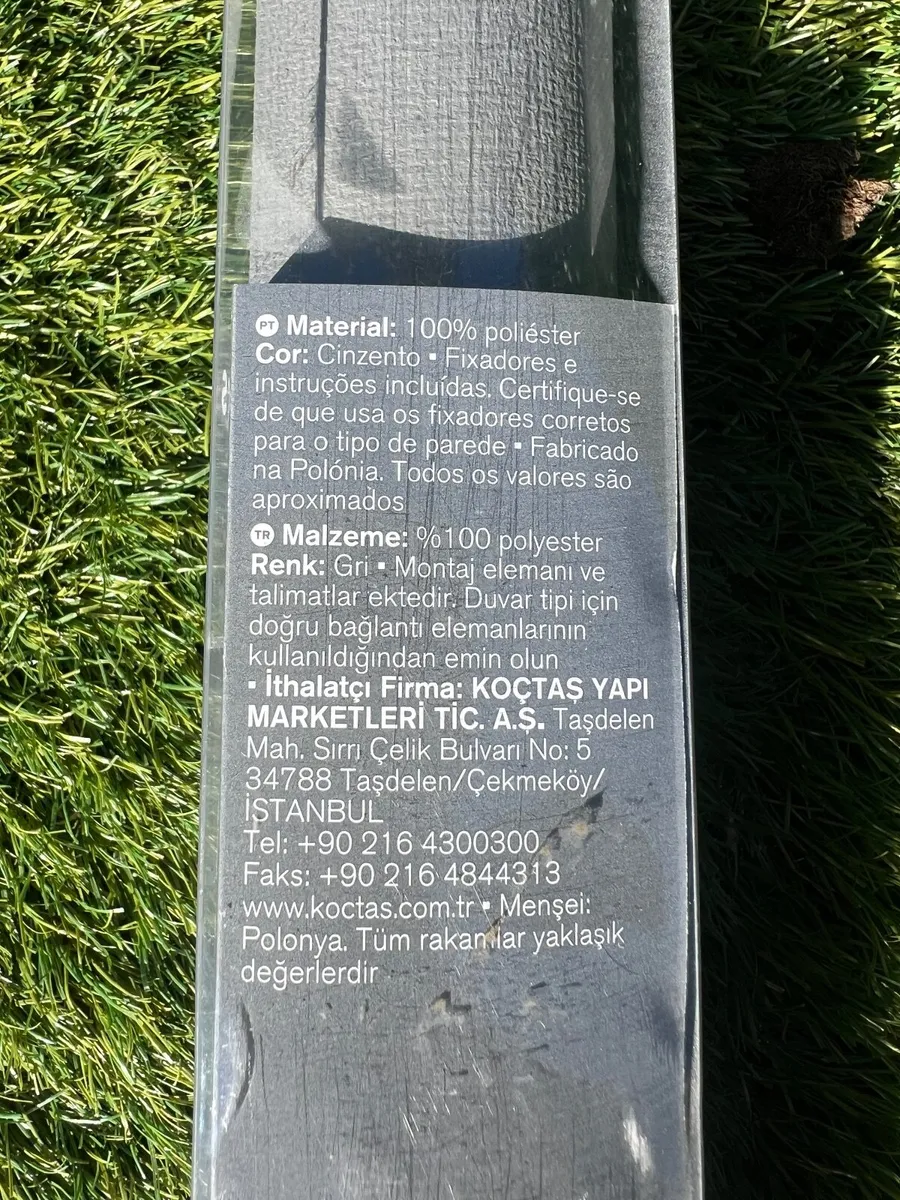 PT Material: 100% poliéster
Cor: Cinzento ▪ Fixadores e
instruções incluídas. Certifique-se
de que usa os fixadores corretos
para o tipo de parede ▪ Fabricado
na Polónia. Todos os valores são
aproximados
TR Malzeme: %100 polyester
Renk: Gri ▪ Montaj elemanı ve
talimatlar ektedir. Duvar tipi için
doğru bağlantı elemanlarının
kullanıldığından emin olun
▪ İthalatçı Firma: KOÇTAŞ YAPI
MARKETLERİ TİC. A.Ş. Taşdelen
Mah. Sırrı Çelik Bulvarı No: 5
34788 Taşdelen/Çekmeköy/
İSTANBUL
Tel: +90 216 4300300
Faks: +90 216 4844313
www.koctas.com.tr ▪ Menşei:
Polonya. Tüm rakamlar yaklaşık
değerlerdir